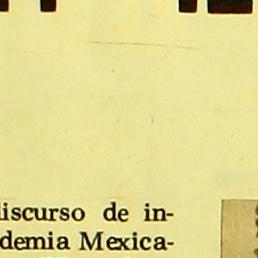 discurso de in-
demia Mexica-